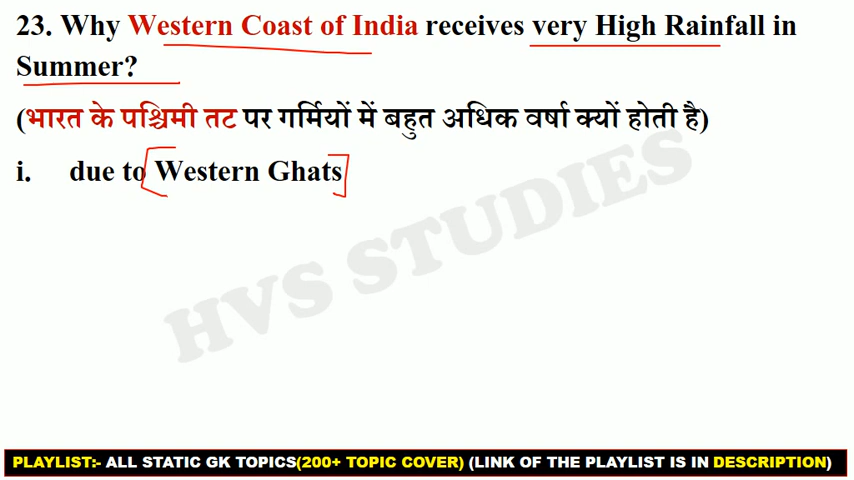 23. Why Western Coast of India receives very High Rainfall in
Summer?
(भारत के पश्चिमी तट पर गर्मियों में बहुत अधिक वर्षा क्यों होती है)
i. due to Western Ghats
HVS STUDIES
PLAYLIST:- ALL STATIC GK TOPICS(200+ TOPIC COVER) (LINK OF THE PLAYLIST IS IN DESCRIPTION)